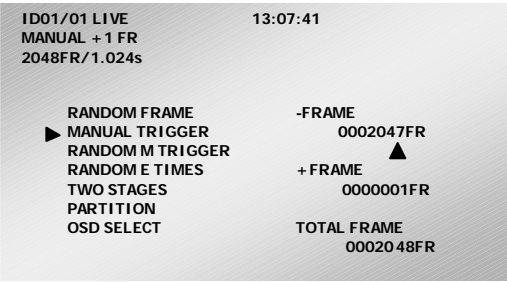 ID01/01 LIVE 13:07:41
MANUAL +1 FR
2048FR/1.024s
RANDOM FRAME -FRAME
MANUAL TRIGGER 0002047FR
RANDOM M TRIGGER
RANDOM E TIMES +FRAME
TWO STAGES 0000001FR
PARTITION
OSD SELECT TOTAL FRAME
0002048FR